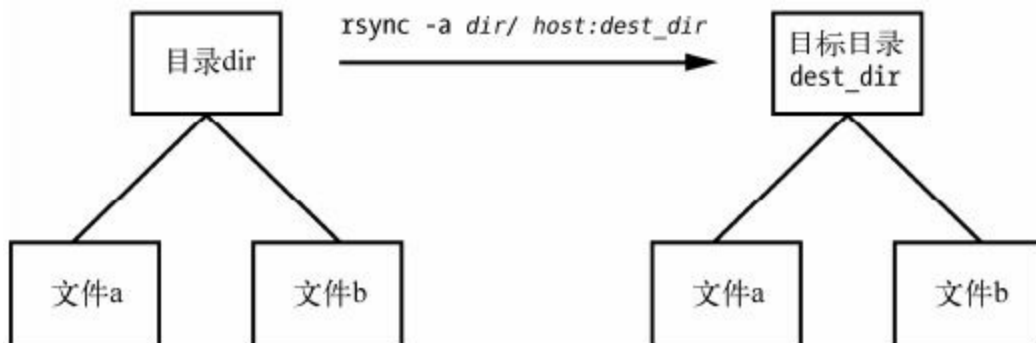 rsync -a dir/ host:dest_dir
目录dir
目标目录
dest_dir
文件a
文件b
文件a
文件b